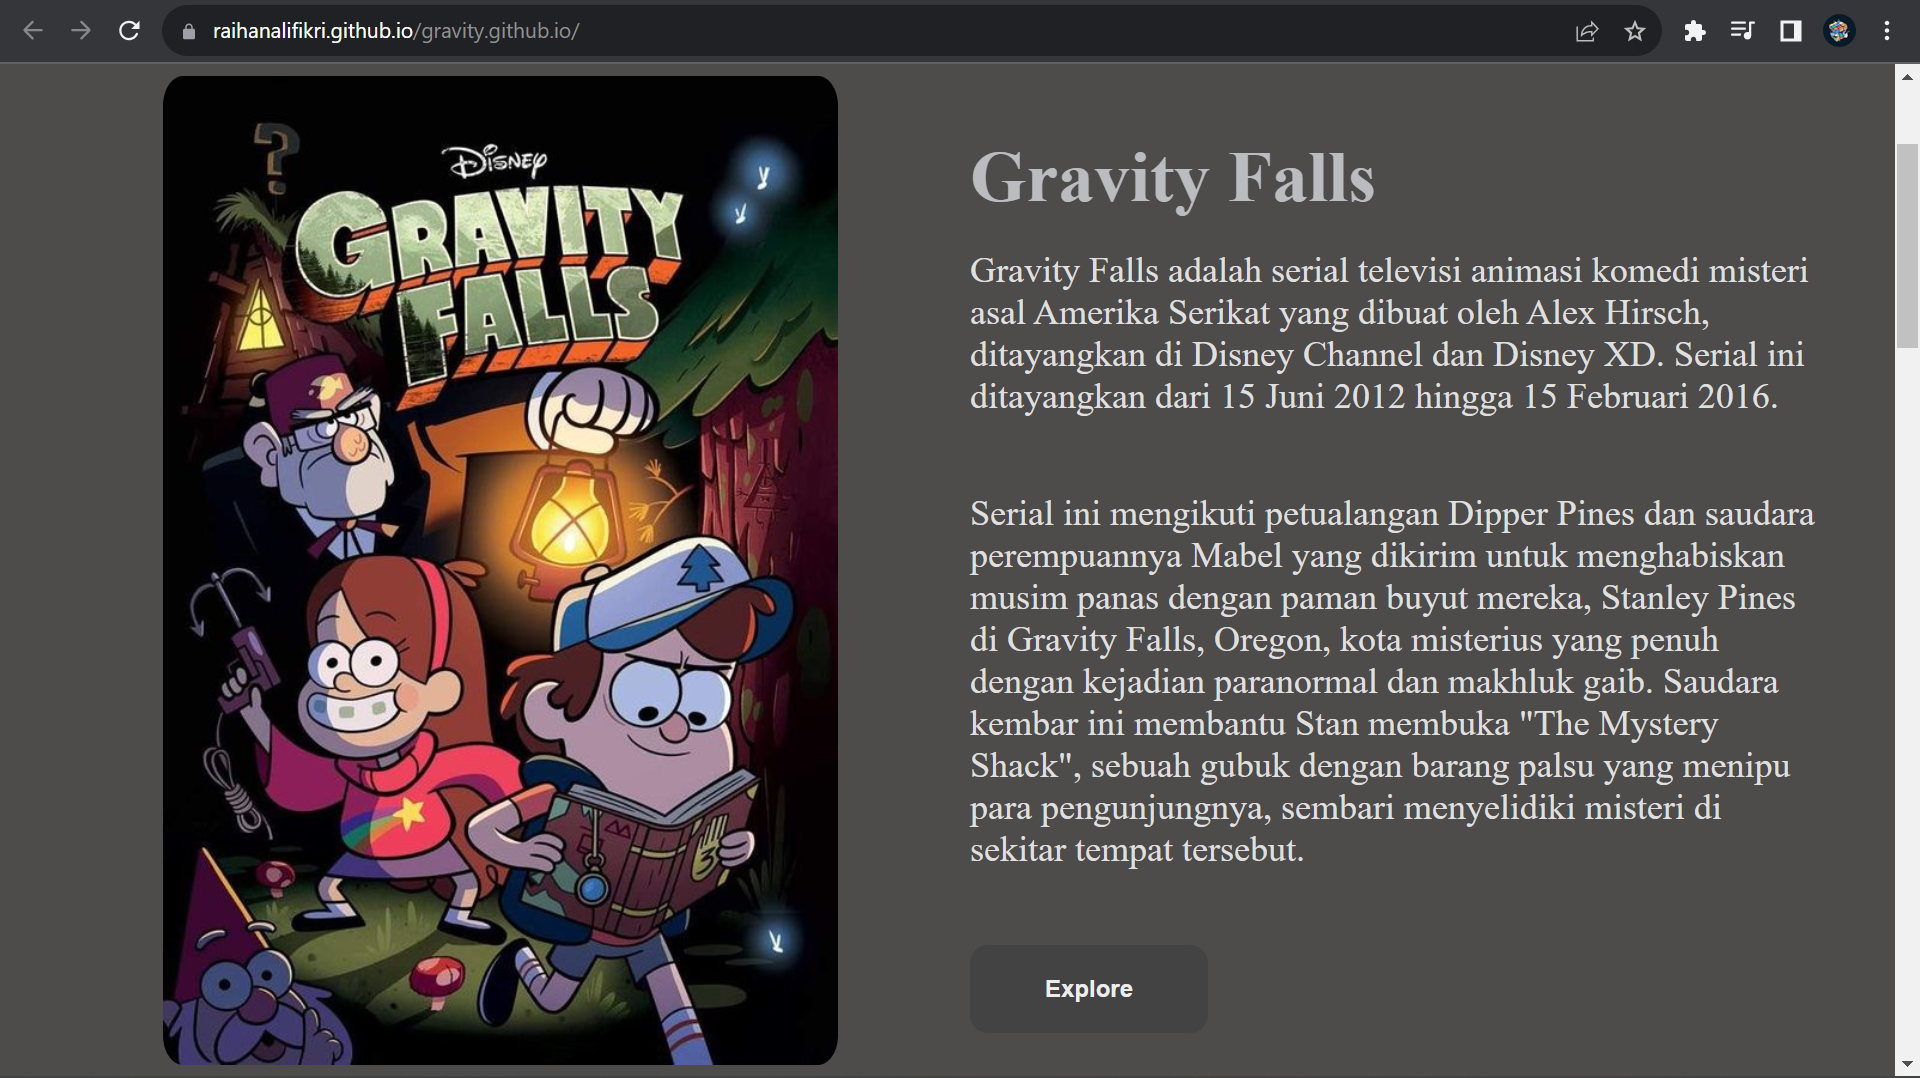 raihanalifikri.github.io/gravity.github.io/
?
Disney
GRAVITY
FALLS
3
Gravity Falls
Gravity Falls adalah serial televisi animasi komedi misteri
asal Amerika Serikat yang dibuat oleh Alex Hirsch,
ditayangkan di Disney Channel dan Disney XD. Serial ini
ditayangkan dari 15 Juni 2012 hingga 15 Februari 2016.
Serial ini mengikuti petualangan Dipper Pines dan saudara
perempuannya Mabel yang dikirim untuk menghabiskan
musim panas dengan paman buyut mereka, Stanley Pines
di Gravity Falls, Oregon, kota misterius yang penuh
dengan kejadian paranormal dan makhluk gaib. Saudara
kembar ini membantu Stan membuka "The Mystery
Shack", sebuah gubuk dengan barang palsu yang menipu
para pengunjungnya, sembari menyelidiki misteri di
sekitar tempat tersebut.
Explore